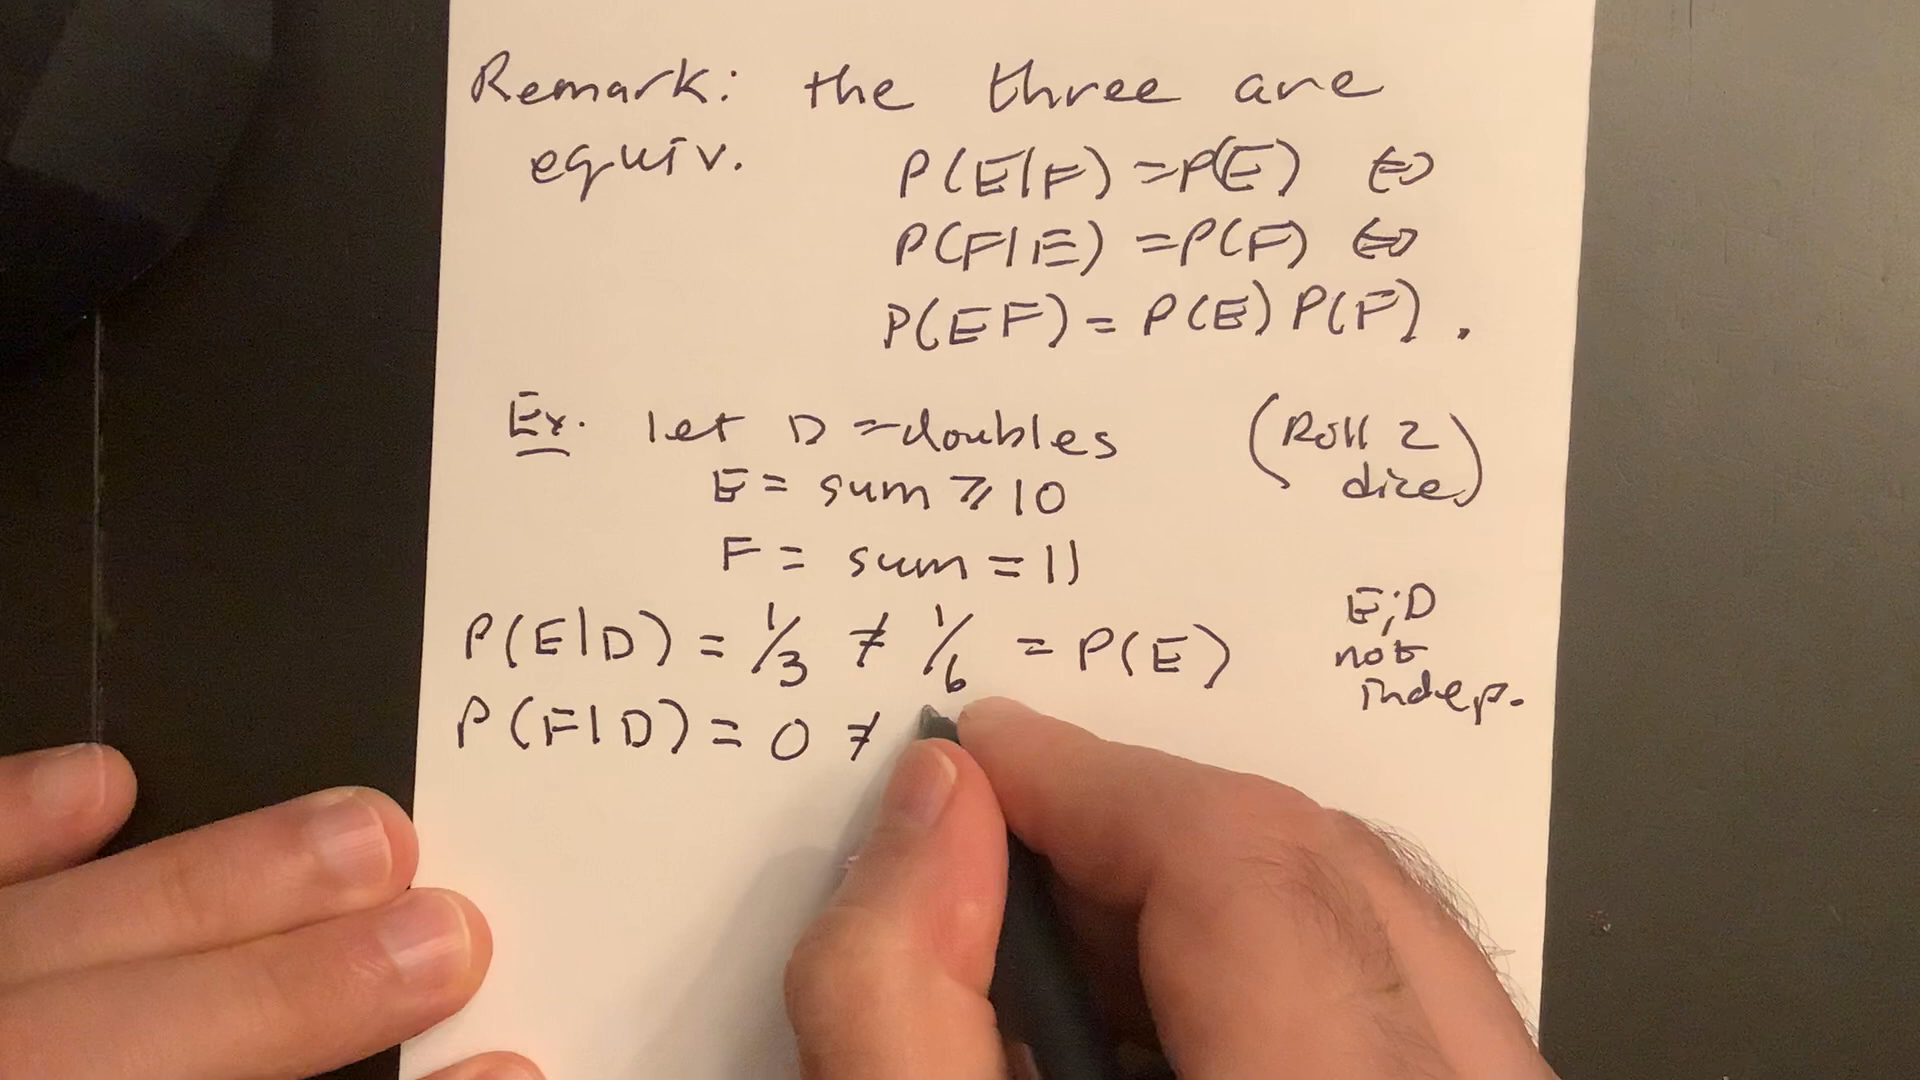 Remark: the three are
equiv. P(E|F) = P(E) ⇔
P(F|E) = P(F) ⇔
P(EF) = P(E) P(F).
Ex. let D = doubles (Roll 2
E = sum ⩾ 10 dice)
F = sum = 11
P(E|D) = 1/3 ≠ 1/6 = P(E) E;D
not
indep.
P(F|D) = 0 ≠